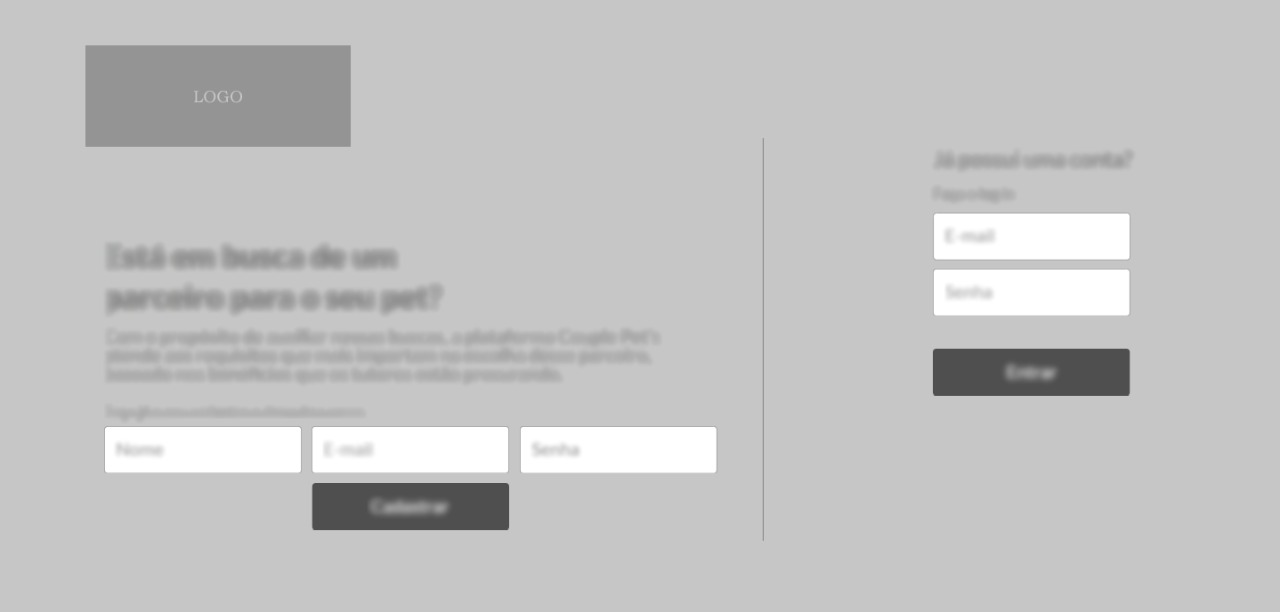 LOGO
Já possui uma conta?
Faça o login
E-mail
Senha
Entrar
Está em busca de um
parceiro para o seu pet?
Com o propósito de auxiliar nossas buscas, a plataforma Couple Pet's
atende aos requisitos que mais importam na escolha desse parceiro,
baseado nos benefícios que os tutores estão procurando.
Nome
E-mail
Senha
Cadastrar